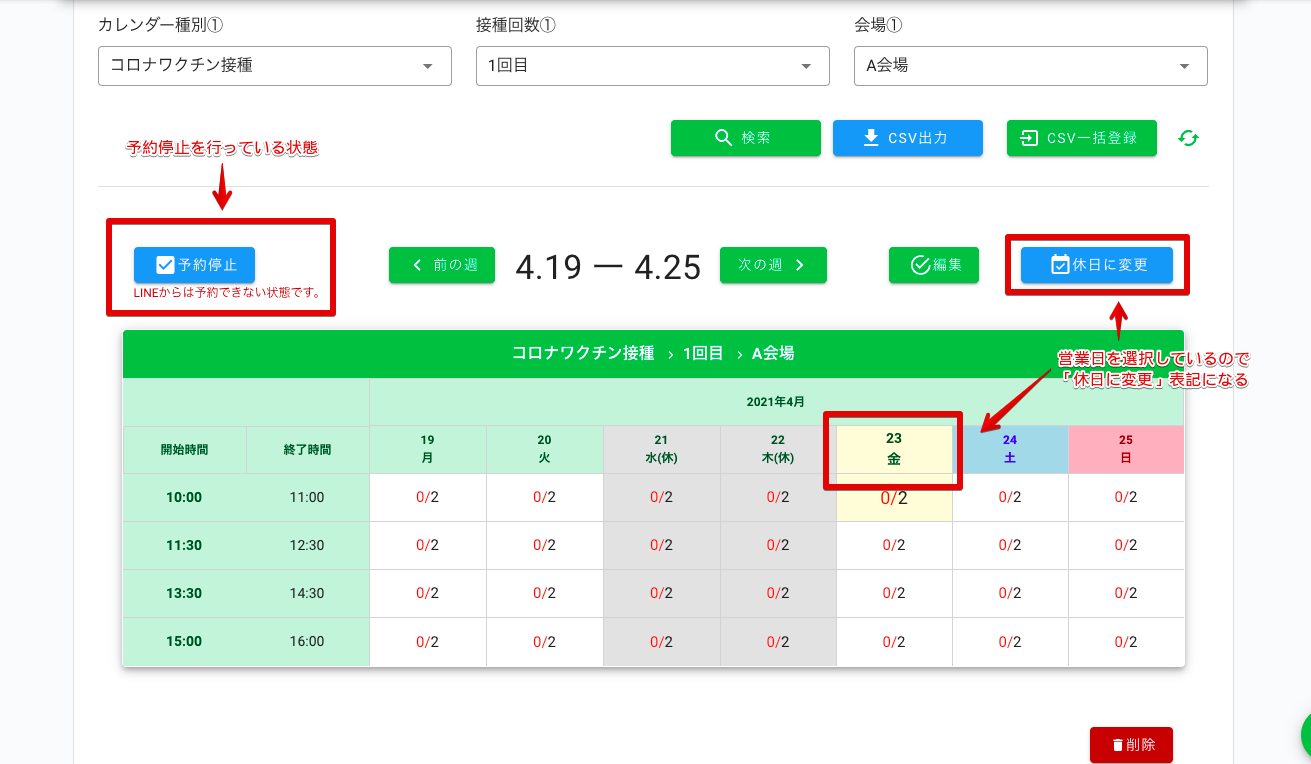 カレンダー種別① 接種回数① 会場①
コロナワクチン接種 1回目 A会場
検索 CSV出力 CSV一括登録
予約停止を行っている状態
予約停止 前の週 4.19 ー 4.25 次の週 編集 休日に変更
LINEからは予約できない状態です。
コロナワクチン接種 › 1回目 › A会場
営業日を選択しているので
「休日に変更」表記になる
2021年4月
開始時間 終了時間
19 20 21 22 23 24 25
月 火 水(休) 木(休) 金 土 日
10:00 11:00 0/2 0/2 0/2 0/2 0/2 0/2 0/2
11:30 12:30 0/2 0/2 0/2 0/2 0/2 0/2 0/2
13:30 14:30 0/2 0/2 0/2 0/2 0/2 0/2 0/2
15:00 16:00 0/2 0/2 0/2 0/2 0/2 0/2 0/2
削除